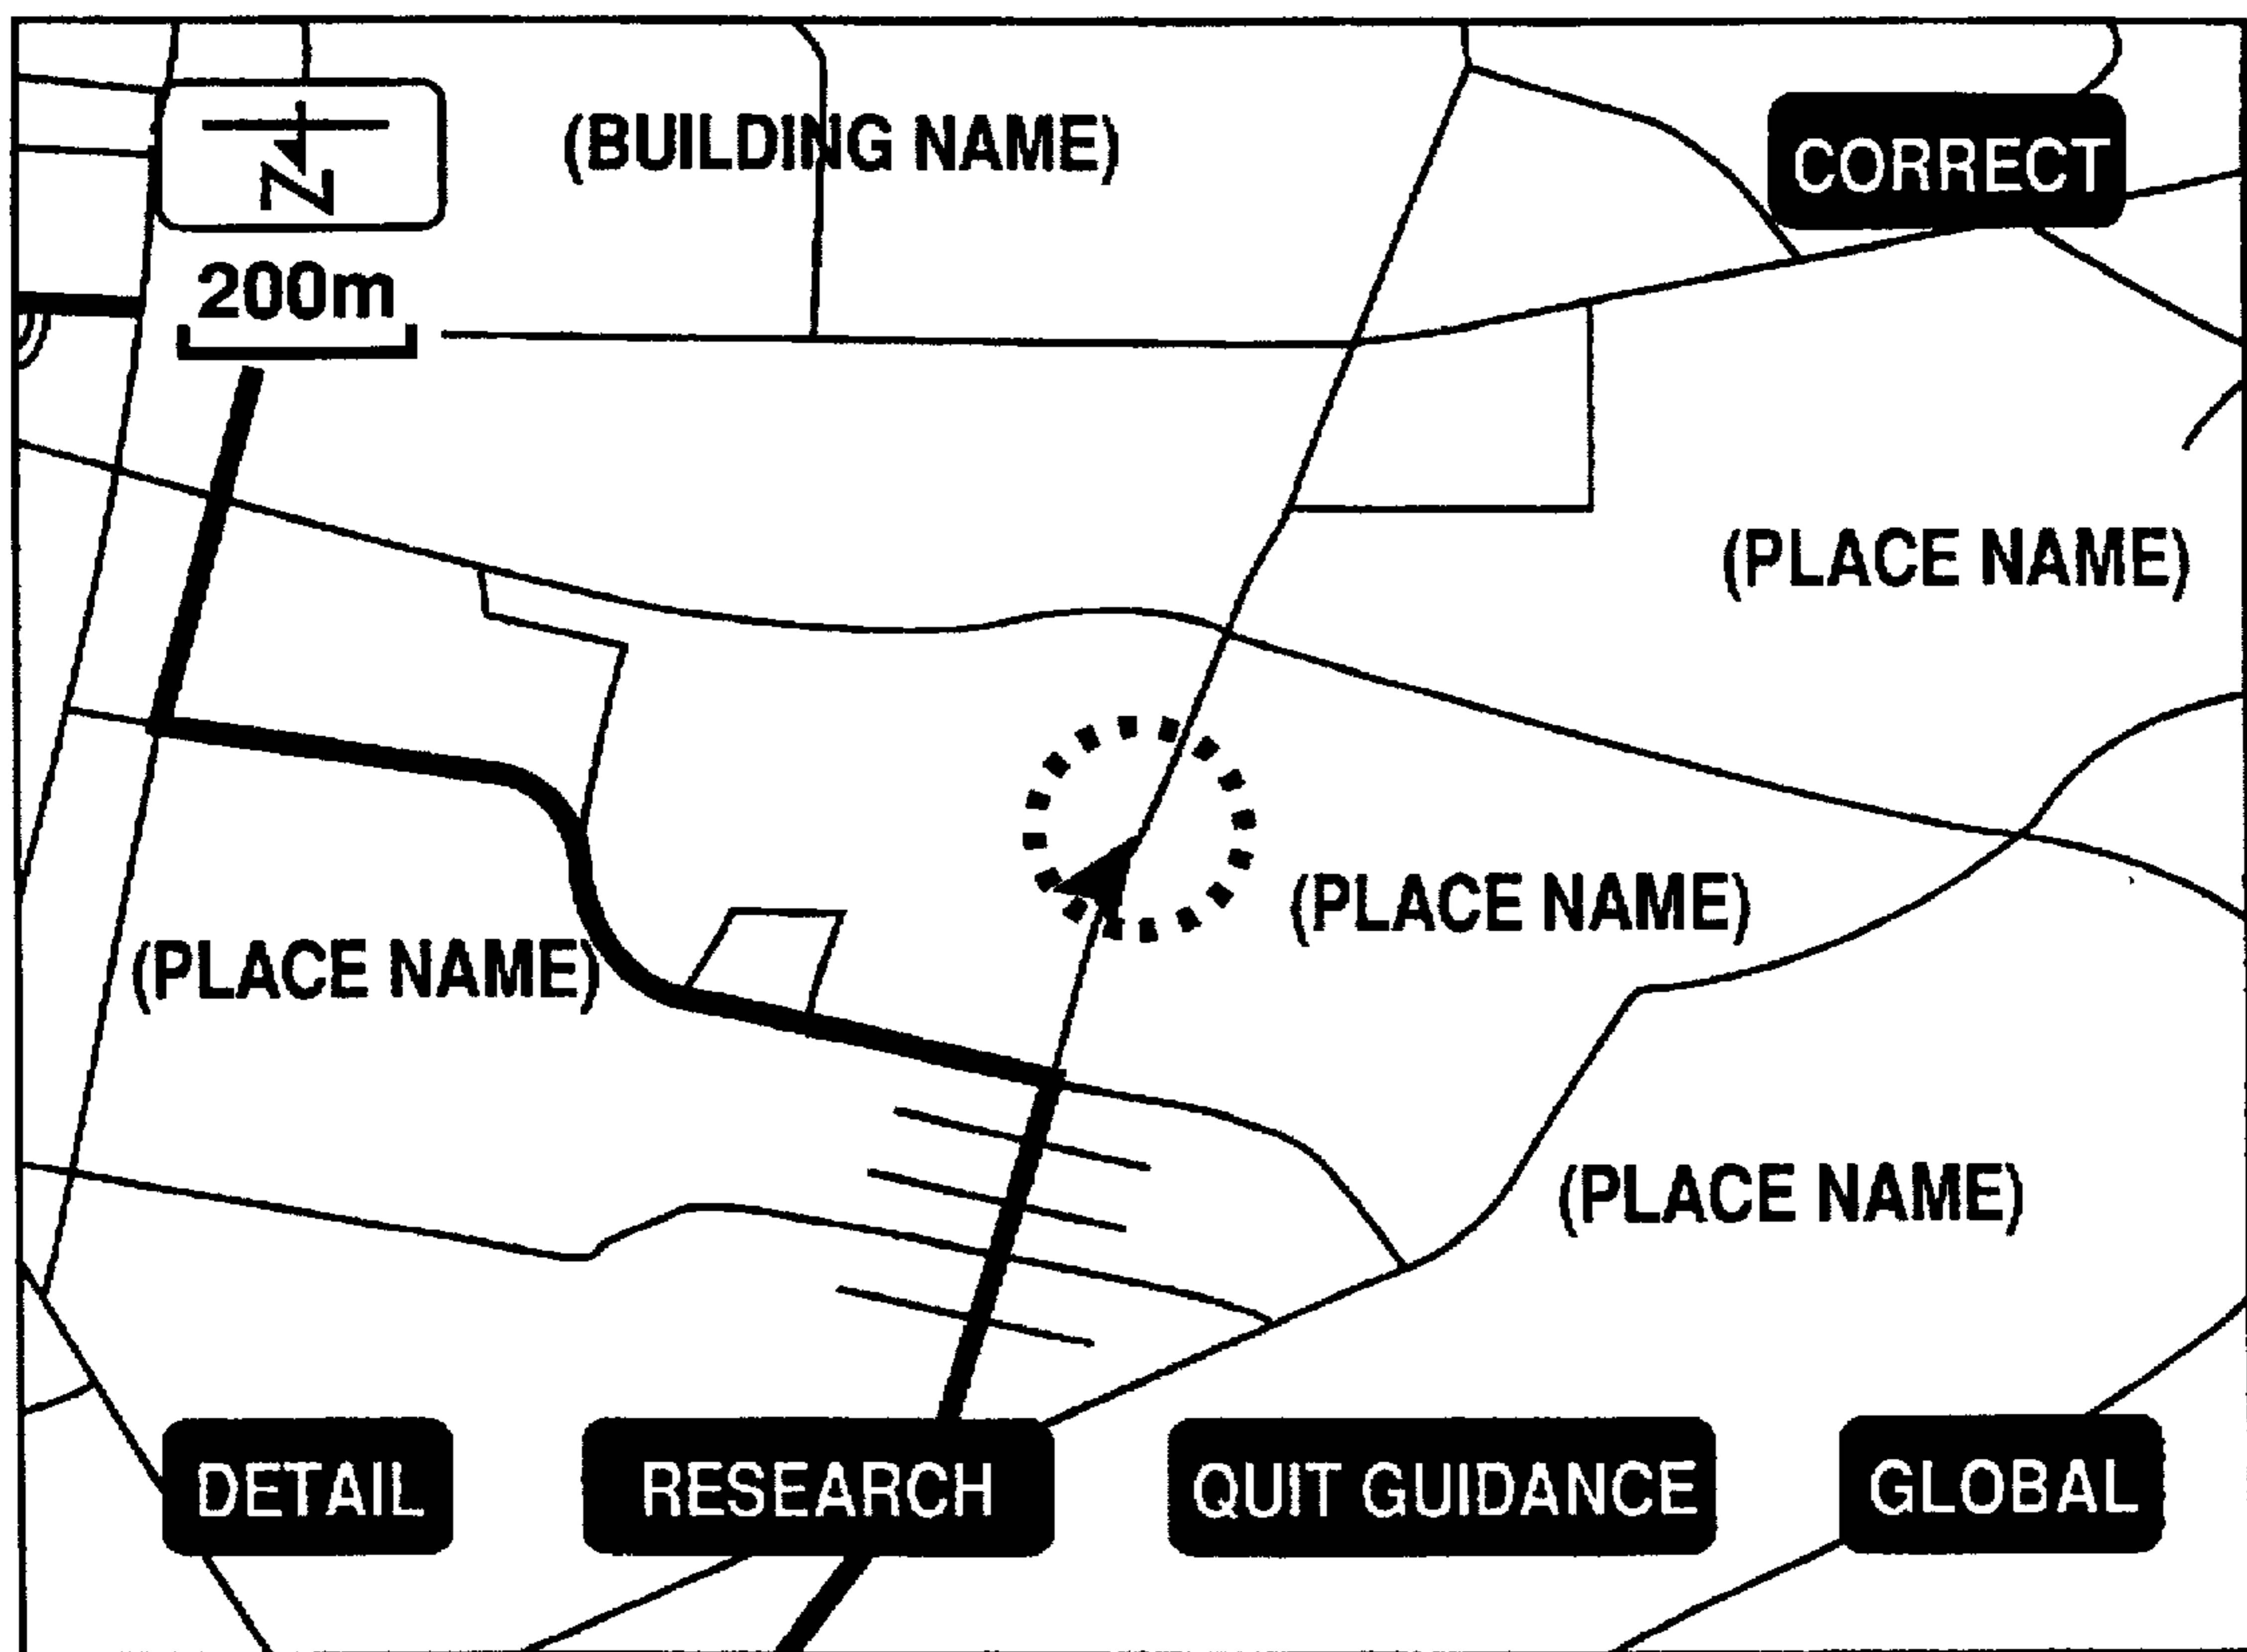 (BUILDING NAME)
CORRECT
N
200m
(PLACE NAME)
(PLACE NAME)
(PLACE NAME)
(PLACE NAME)
DETAIL
RESEARCH
QUIT GUIDANCE
GLOBAL